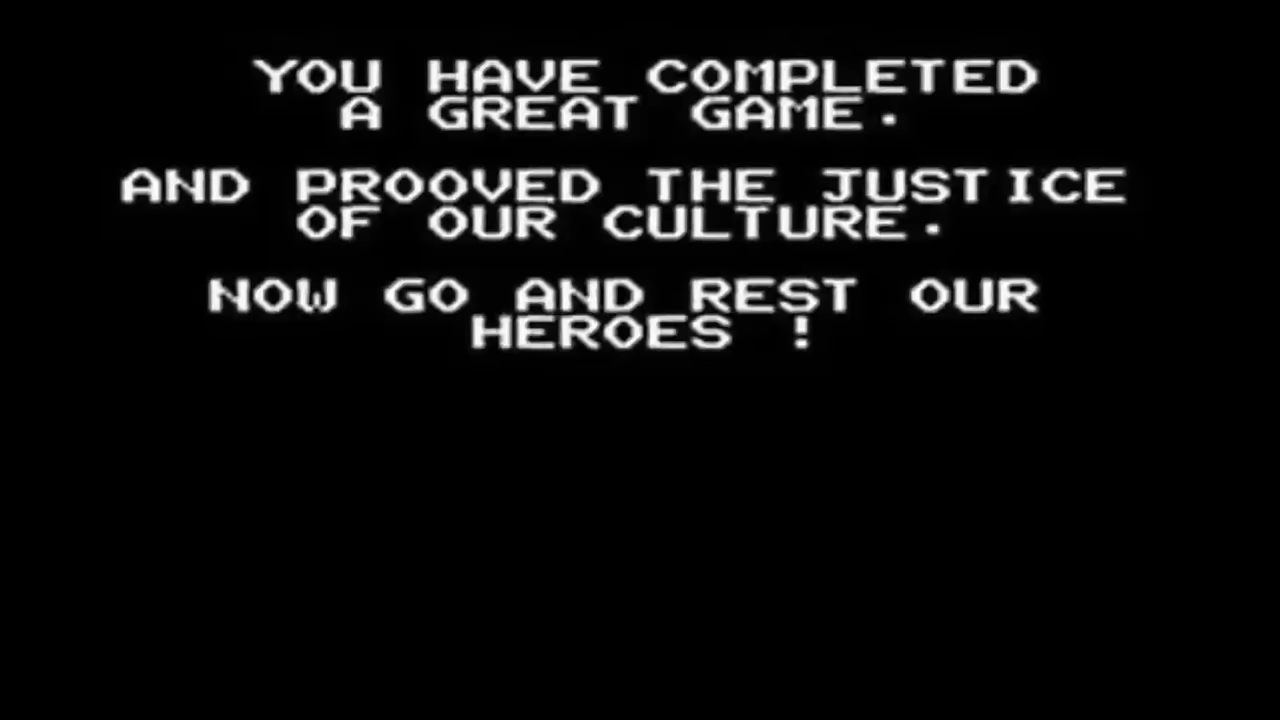 YOU HAVE COMPLETED
A GREAT GAME.
AND PROOVED THE JUSTICE
OF OUR CULTURE.
NOW GO AND REST OUR
HEROES !